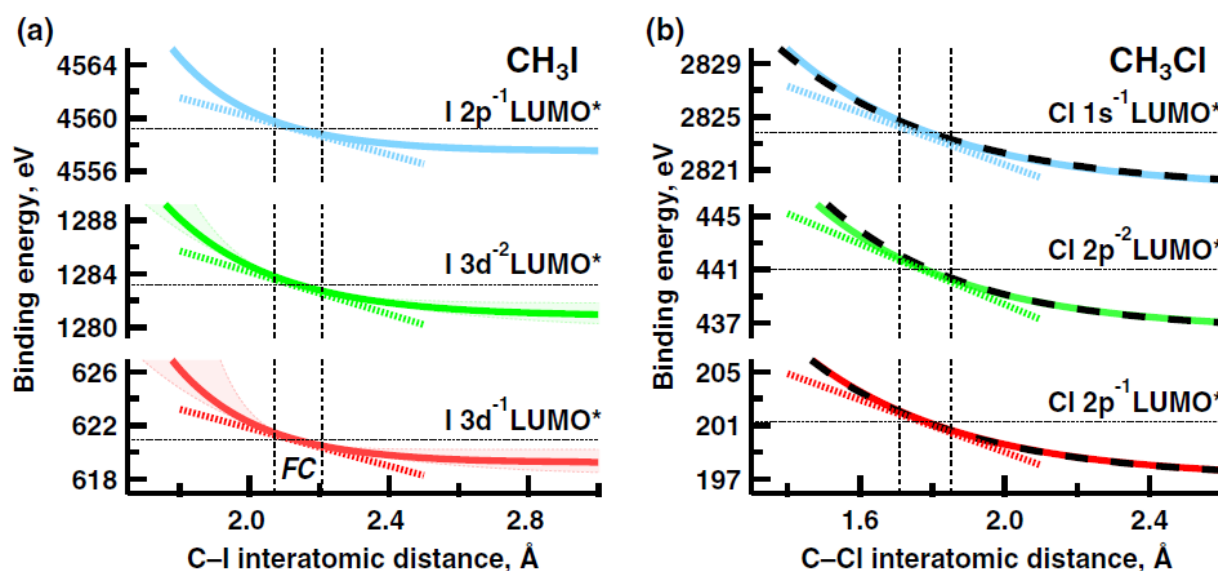 (a)
CH3I
4564
4560
4556
I 2p-1LUMO*
1288
1284
1280
I 3d-2LUMO*
626
622
618
I 3d-1LUMO*
FC
2.0
2.4
2.8
Binding energy, eV
C–I interatomic distance, Å
(b)
CH3Cl
2829
2825
2821
Cl 1s-1LUMO*
445
441
437
Cl 2p-2LUMO*
205
201
197
Cl 2p-1LUMO*
1.6
2.0
2.4
Binding energy, eV
C–Cl interatomic distance, Å